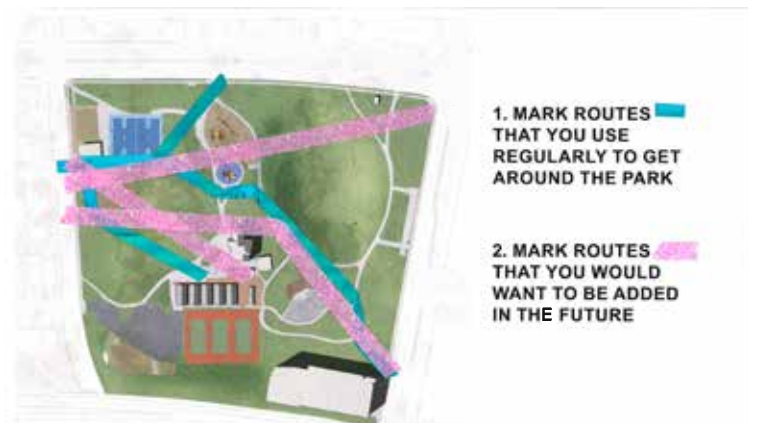 1. MARK ROUTES
THAT YOU USE
REGULARLY TO GET
AROUND THE PARK
2. MARK ROUTES
THAT YOU WOULD
WANT TO BE ADDED
IN THE FUTURE